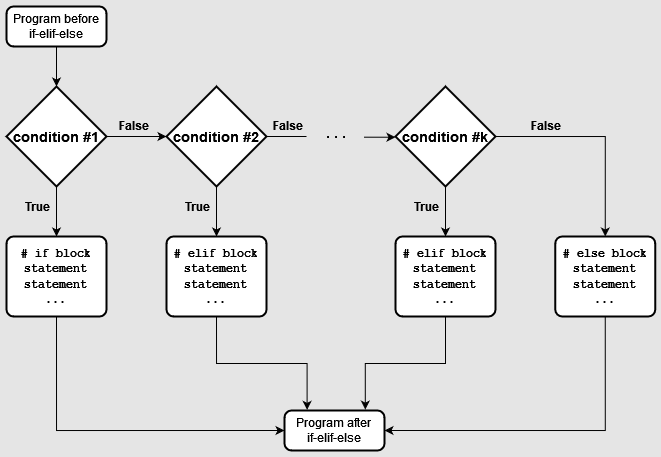 Program before
if-elif-else
condition #1
False
condition #2
False
. . .
condition #k
False
True
True
True
# if block
statement
statement
...
# elif block
statement
statement
...
# elif block
statement
statement
...
# else block
statement
statement
...
Program after
if-elif-else